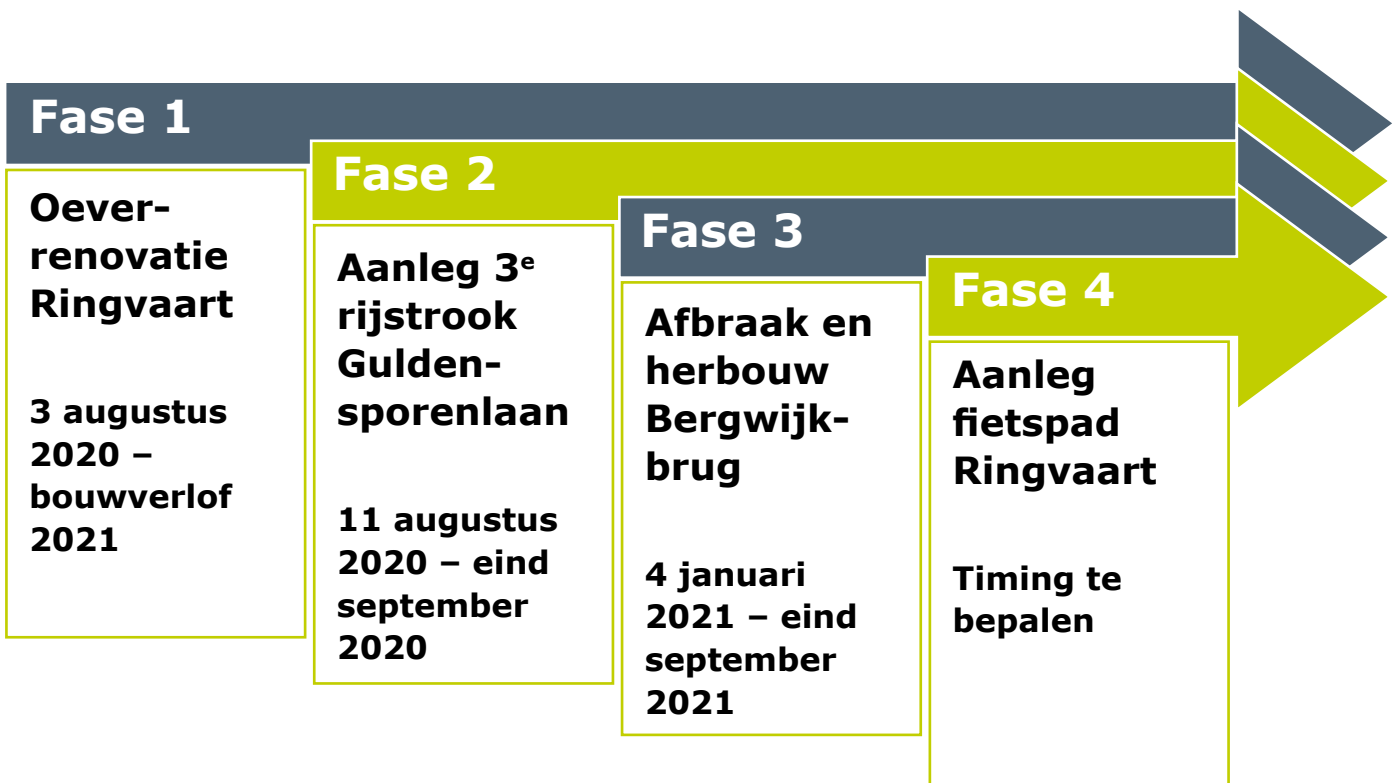 Fase 1
Oever-
renovatie
Ringvaart
3 augustus
2020 –
bouwverlof
2021
Fase 2
Aanleg 3e
rijstrook
Gulden-
sporenlaan
11 augustus
2020 – eind
september
2020
Fase 3
Afbraak en
herbouw
Bergwijk-
brug
4 januari
2021 – eind
september
2021
Fase 4
Aanleg
fietspad
Ringvaart
Timing te
bepalen